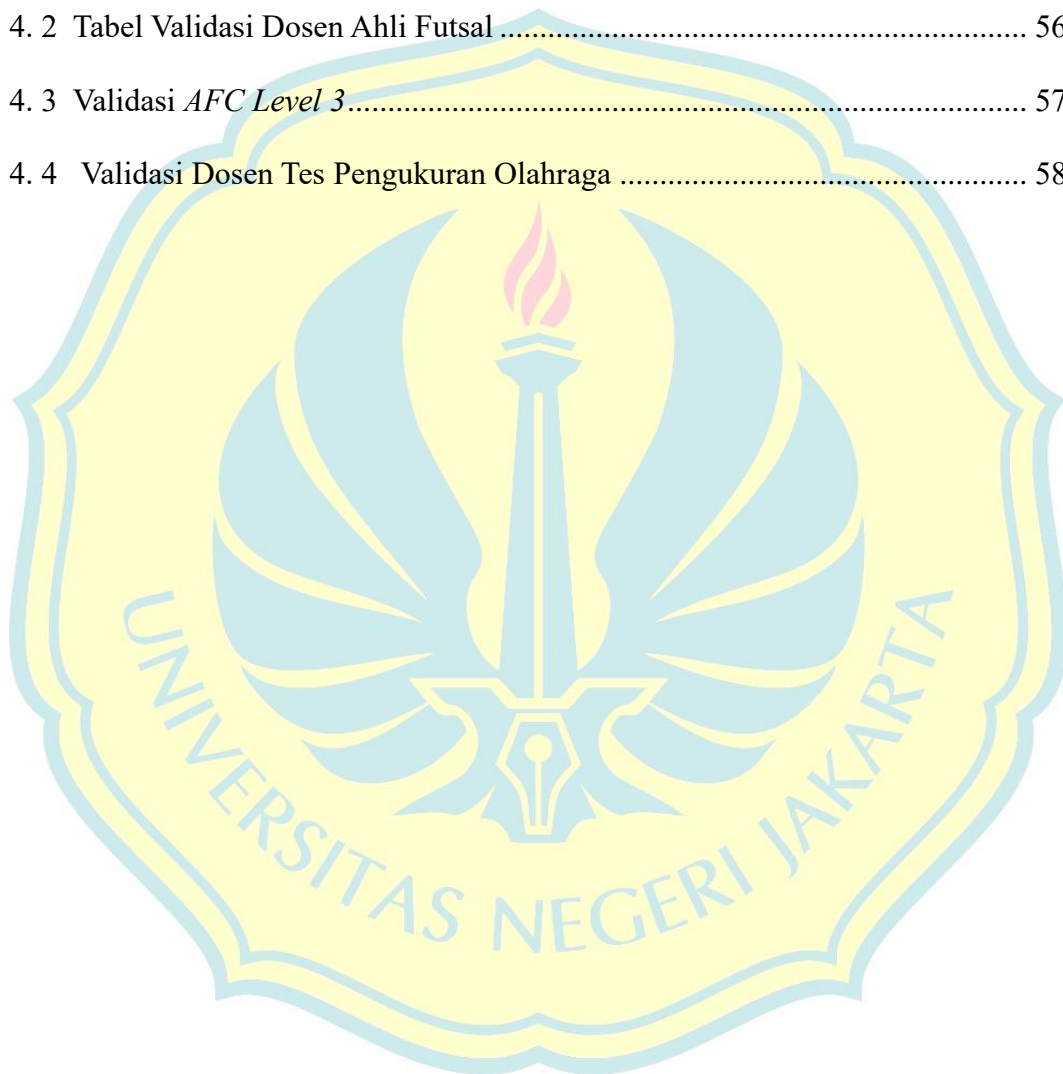 4. 2 Tabel Validasi Dosen Ahli Futsal ........................................................................ 56
4. 3 Validasi AFC Level 3 ............................................................................................. 57
4. 4 Validasi Dosen Tes Pengukuran Olahraga ........................................................ 58
UNIVERSITAS NEGERI JAKARTA